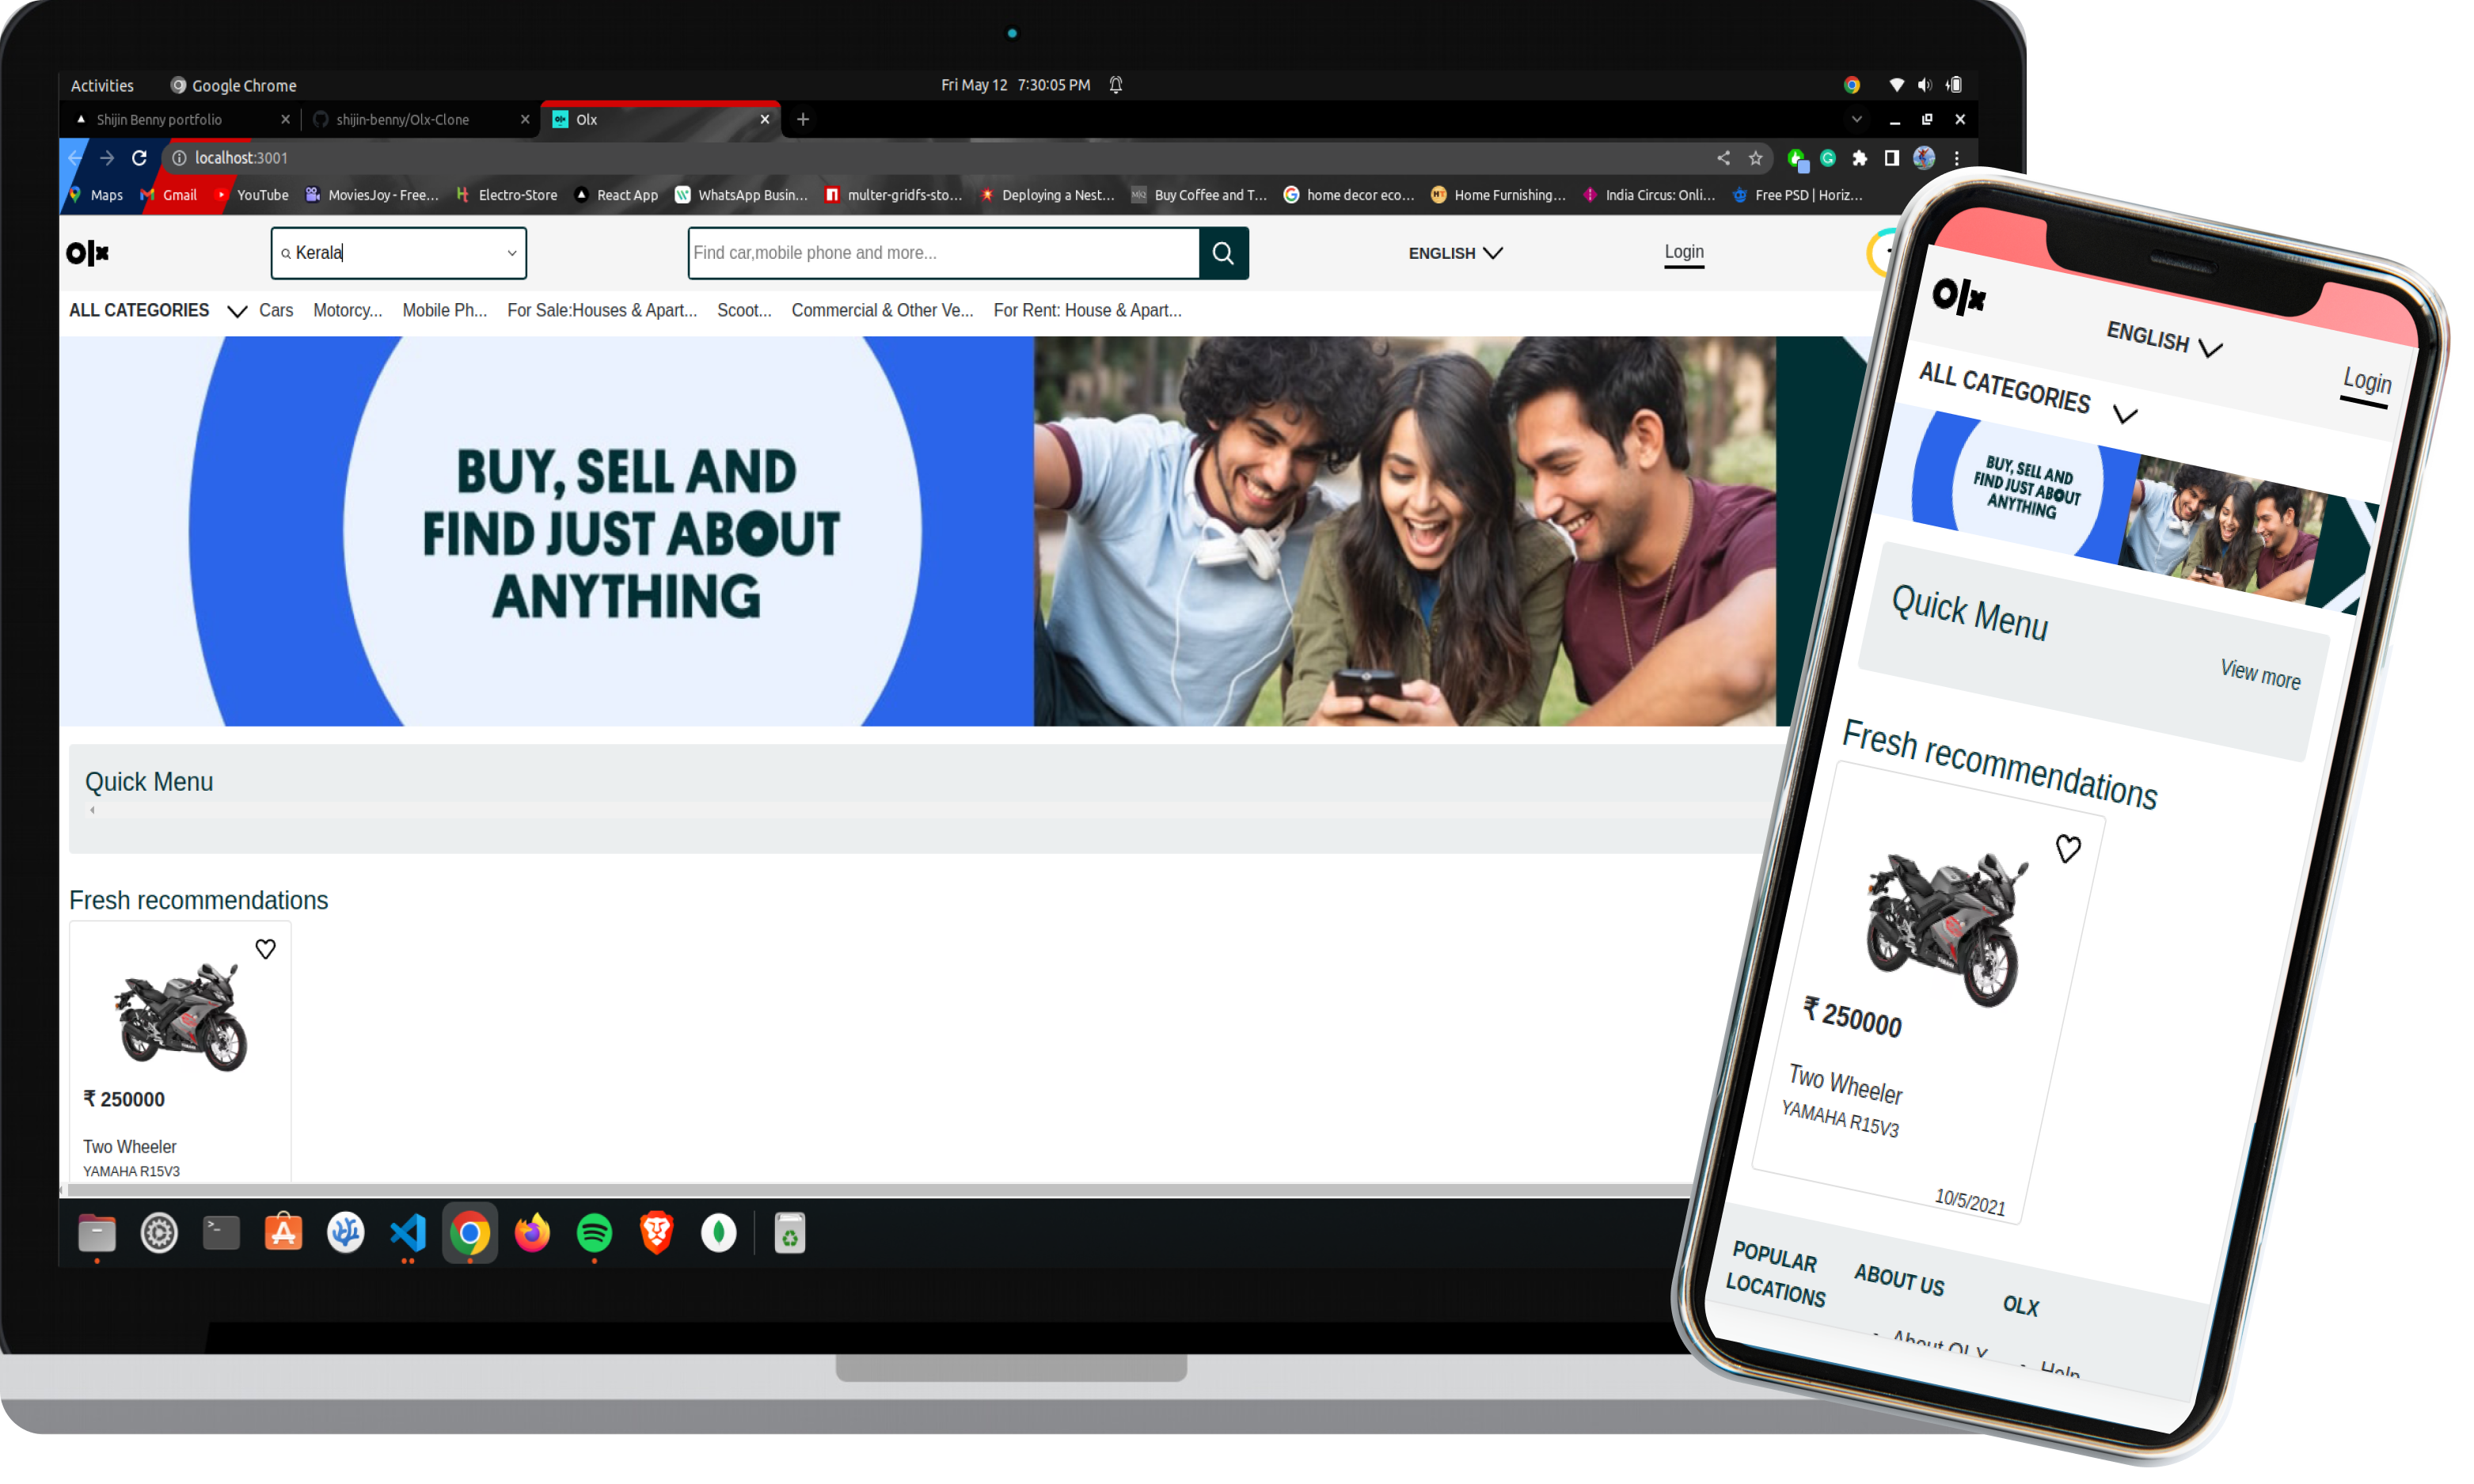 Activities Google Chrome Fri May 12 7:30:05 PM
Shijin Benny portfolio shijin-benny/Olx-Clone Olx
localhost:3001
Maps Gmail YouTube MoviesJoy - Free... Electro-Store React App WhatsApp Busin... multer-gridfs-sto... Deploying a Nest... Buy Coffee and T... home decor eco... Home Furnishing... India Circus: Onli... Free PSD | Horiz...
olx Kerala Find car,mobile phone and more... ENGLISH Login
ALL CATEGORIES Cars Motorcy... Mobile Ph... For Sale:Houses & Apart... Scoot... Commercial & Other Ve... For Rent: House & Apart...
BUY, SELL AND
FIND JUST ABOUT
ANYTHING
Quick Menu
Fresh recommendations
₹ 250000
Two Wheeler
YAMAHA R15V3
olx
ENGLISH
Login
ALL CATEGORIES
BUY, SELL AND
FIND JUST ABOUT
ANYTHING
Quick Menu
View more
Fresh recommendations
₹ 250000
Two Wheeler
YAMAHA R15V3
10/5/2021
POPULAR
LOCATIONS
ABOUT US
OLX
About OLX
Help